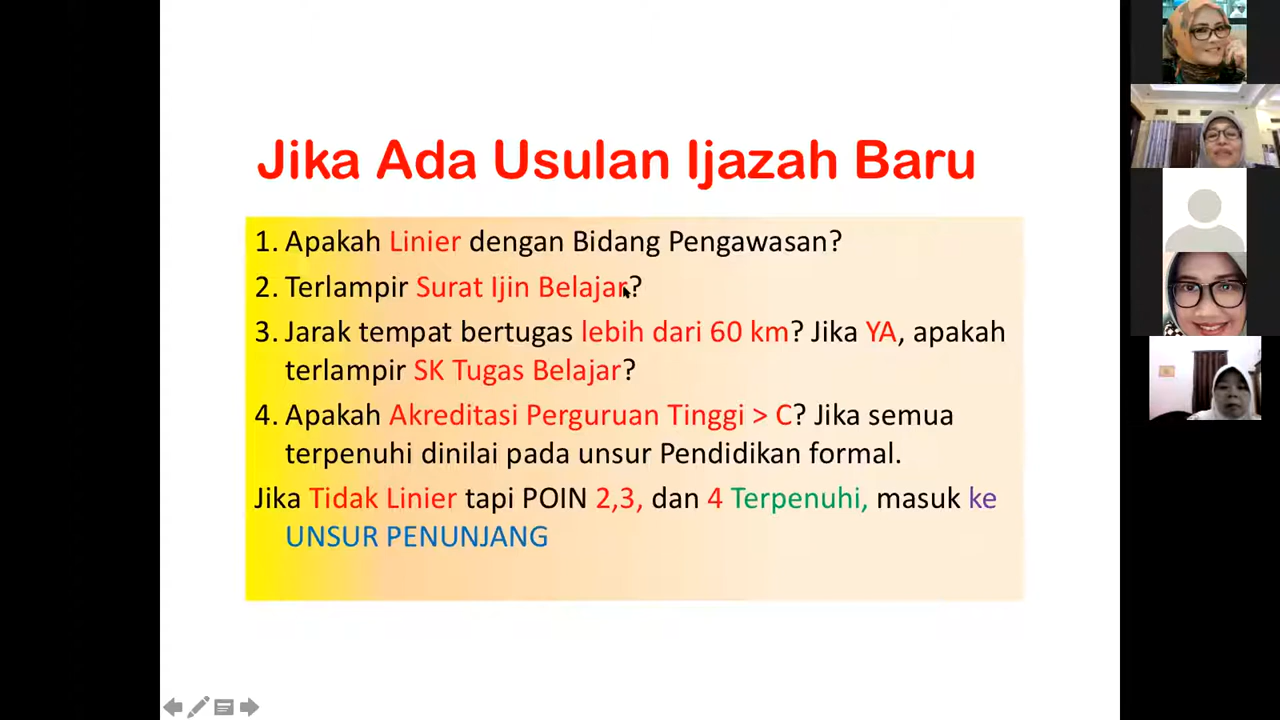 Jika Ada Usulan Ijazah Baru
1. Apakah Linier dengan Bidang Pengawasan?
2. Terlampir Surat Ijin Belajar?
3. Jarak tempat bertugas lebih dari 60 km? Jika YA, apakah
terlampir SK Tugas Belajar?
4. Apakah Akreditasi Perguruan Tinggi > C? Jika semua
terpenuhi dinilai pada unsur Pendidikan formal.
Jika Tidak Linier tapi POIN 2,3, dan 4 Terpenuhi, masuk ke
UNSUR PENUNJANG